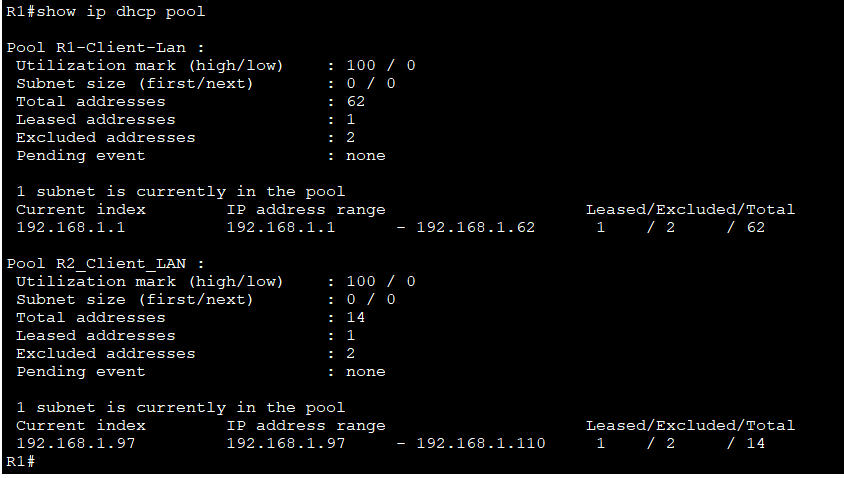 R1#show ip dhcp pool
Pool R1-Client-Lan :
Utilization mark (high/low) : 100 / 0
Subnet size (first/next) : 0 / 0
Total addresses : 62
Leased addresses : 1
Excluded addresses : 2
Pending event : none
1 subnet is currently in the pool
Current index IP address range Leased/Excluded/Total
192.168.1.1 192.168.1.1 - 192.168.1.62 1 / 2 / 62
Pool R2_Client_LAN :
Utilization mark (high/low) : 100 / 0
Subnet size (first/next) : 0 / 0
Total addresses : 14
Leased addresses : 1
Excluded addresses : 2
Pending event : none
1 subnet is currently in the pool
Current index IP address range Leased/Excluded/Total
192.168.1.97 192.168.1.97 - 192.168.1.110 1 / 2 / 14
R1#